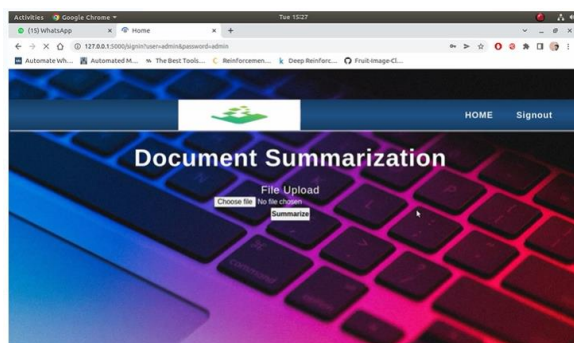 Activities Google Chrome Tue 15:27
(15) WhatsApp Home
127.0.0.1:5000/signin?user=admin&password=admin
Automate Wh... Automated M... The Best Tools... Reinforcemen... Deep Reinforc... Fruit-Image-Cl...
HOME Signout
Document Summarization
File Upload
Choose file No file chosen
Summarize
command
option